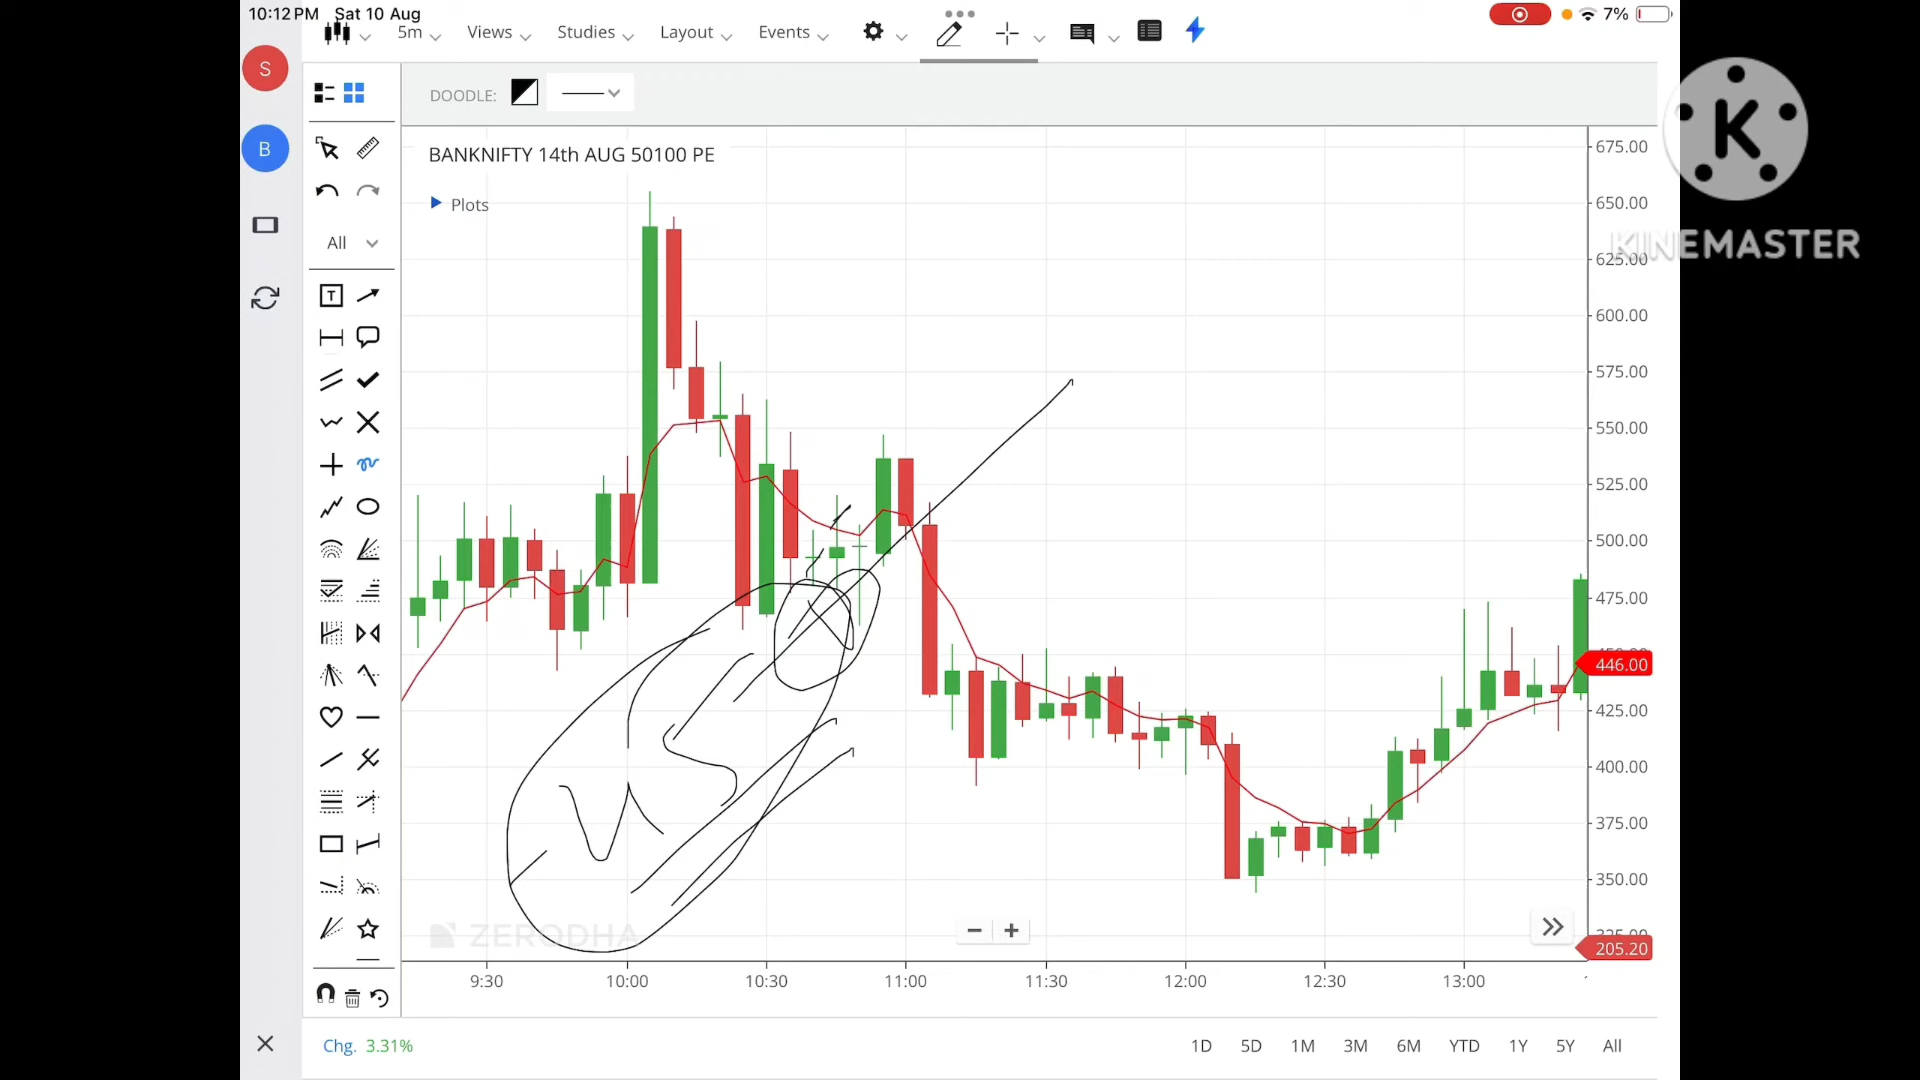 10:12 PM Sat 10 Aug
7%
5m Views Studies Layout Events
S
B
DOODLE:
K
KINEMASTER
BANKNIFTY 14th AUG 50100 PE
Plots
All
T
675.00
650.00
625.00
600.00
575.00
550.00
525.00
500.00
475.00
446.00
425.00
400.00
375.00
350.00
325.00
205.20
ZERODHA
9:30 10:00 10:30 11:00 11:30 12:00 12:30 13:00
Chg. 3.31%
1D 5D 1M 3M 6M YTD 1Y 5Y All